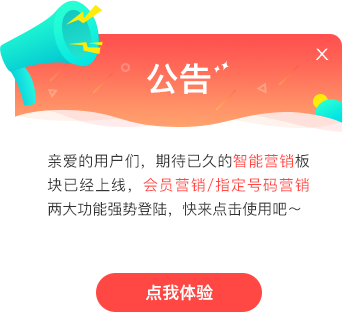 公告
亲爱的用户们，期待已久的智能营销板
块已经上线，会员营销/指定号码营销
两大功能强势登陆，快来点击使用吧～
点我体验